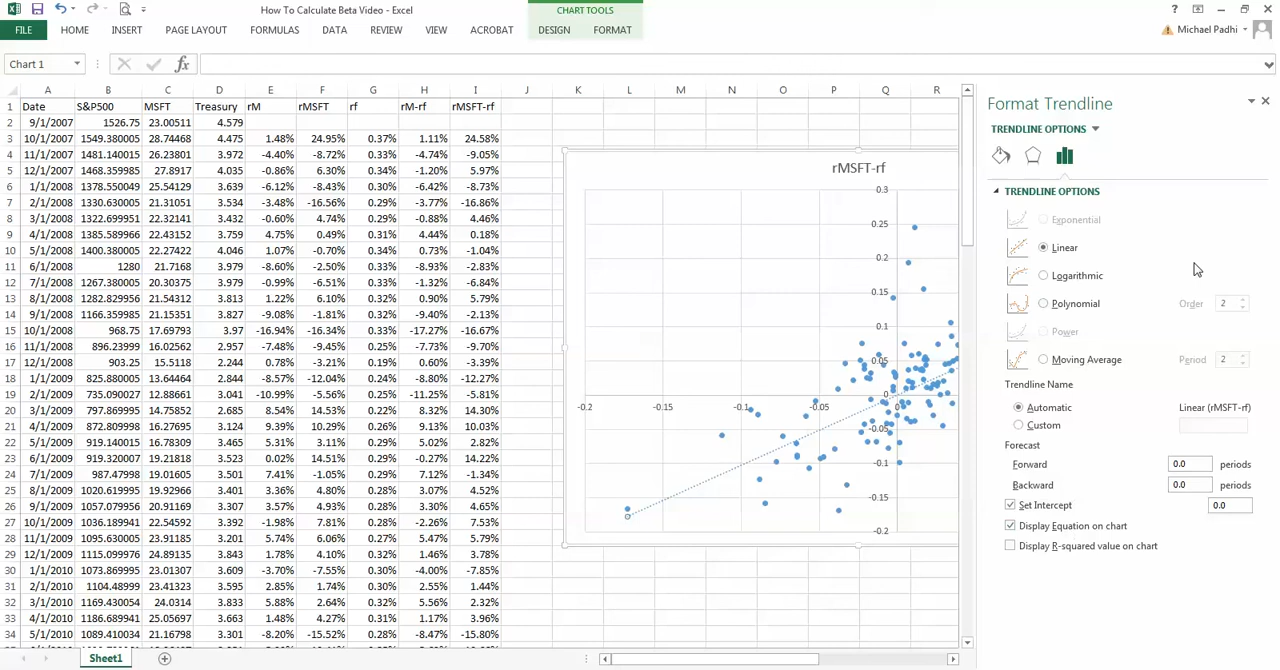 How To Calculate Beta Video - Excel
CHART TOOLS
? 
FILE HOME INSERT PAGE LAYOUT FORMULAS DATA REVIEW VIEW ACROBAT DESIGN FORMAT Michael Padhi
Chart 1 fx
A B C D E F G H I J K L M N O P Q R
1 Date S&P500 MSFT Treasury rM rMSFT rf rM-rf rMSFT-rf
2 9/1/2007 1526.75 23.00511 4.579
3 10/1/2007 1549.380005 28.74468 4.475 1.48% 24.95% 0.37% 1.11% 24.58%
4 11/1/2007 1481.140015 26.23801 3.972 -4.40% -8.72% 0.33% -4.74% -9.05%
5 12/1/2007 1468.359985 27.8917 4.035 -0.86% 6.30% 0.34% -1.20% 5.97%
6 1/1/2008 1378.550049 25.54129 3.639 -6.12% -8.43% 0.30% -6.42% -8.73%
7 2/1/2008 1330.630005 21.31051 3.534 -3.48% -16.56% 0.29% -3.77% -16.86%
8 3/1/2008 1322.699951 22.32141 3.432 -0.60% 4.74% 0.29% -0.88% 4.46%
9 4/1/2008 1385.589966 22.43152 3.759 4.75% 0.49% 0.31% 4.44% 0.18%
10 5/1/2008 1400.380005 22.27422 4.046 1.07% -0.70% 0.34% 0.73% -1.04%
11 6/1/2008 1280 21.7168 3.979 -8.60% -2.50% 0.33% -8.93% -2.83%
12 7/1/2008 1267.380005 20.30375 3.979 -0.99% -6.51% 0.33% -1.32% -6.84%
13 8/1/2008 1282.829956 21.54312 3.813 1.22% 6.10% 0.32% 0.90% 5.79%
14 9/1/2008 1166.359985 21.15351 3.827 -9.08% -1.81% 0.32% -9.40% -2.13%
15 10/1/2008 968.75 17.69793 3.97 -16.94% -16.34% 0.33% -17.27% -16.67%
16 11/1/2008 896.23999 16.02562 2.957 -7.48% -9.45% 0.25% -7.73% -9.70%
17 12/1/2008 903.25 15.5118 2.244 0.78% -3.21% 0.19% 0.60% -3.39%
18 1/1/2009 825.880005 13.64464 2.844 -8.57% -12.04% 0.24% -8.80% -12.27%
19 2/1/2009 735.090027 12.88661 3.041 -10.99% -5.56% 0.25% -11.25% -5.81%
20 3/1/2009 797.869995 14.75852 2.685 8.54% 14.53% 0.22% 8.32% 14.30%
21 4/1/2009 872.809998 16.27695 3.124 9.39% 10.29% 0.26% 9.13% 10.03%
22 5/1/2009 919.140015 16.78389 3.465 5.31% 3.11% 0.29% 5.02% 2.82%
23 6/1/2009 919.320007 19.21818 3.523 0.02% 14.51% 0.29% -0.27% 14.22%
24 7/1/2009 987.47998 19.01605 3.501 7.41% -1.05% 0.29% 7.12% -1.34%
25 8/1/2009 1020.619995 19.92966 3.401 3.36% 4.80% 0.28% 3.07% 4.52%
26 9/1/2009 1057.079956 20.91169 3.307 3.57% 4.93% 0.28% 3.30% 4.65%
27 10/1/2009 1036.189941 22.54592 3.392 -1.98% 7.81% 0.28% -2.26% 7.53%
28 11/1/2009 1095.630005 23.91185 3.201 5.74% 6.06% 0.27% 5.47% 5.79%
29 12/1/2009 1115.099976 24.89135 3.843 1.78% 4.10% 0.32% 1.46% 3.78%
30 1/1/2010 1073.869995 23.01307 3.609 -3.70% -7.55% 0.30% -4.00% -7.85%
31 2/1/2010 1104.48999 23.41323 3.595 2.85% 1.74% 0.30% 2.55% 1.44%
32 3/1/2010 1169.430054 24.0314 3.833 5.88% 2.64% 0.32% 5.56% 2.32%
33 4/1/2010 1186.689941 25.05697 3.663 1.48% 4.27% 0.31% 1.17% 3.96%
34 5/1/2010 1089.410034 21.16798 3.301 -8.20% -15.52% 0.28% -8.47% -15.80%
rMSFT-rf
0.3
0.25
0.2
0.15
0.1
0.05
0
-0.2 -0.15 -0.1 -0.05 0
-0.05
-0.1
-0.15
-0.2
Format Trendline
TRENDLINE OPTIONS
TRENDLINE OPTIONS
Exponential
Linear
Logarithmic
Polynomial Order 2
Power
Moving Average Period 2
Trendline Name
Automatic Linear (rMSFT-rf)
Custom
Forecast
Forward 0.0 periods
Backward 0.0 periods
Set Intercept 0.0
Display Equation on chart
Display R-squared value on chart
Sheet1